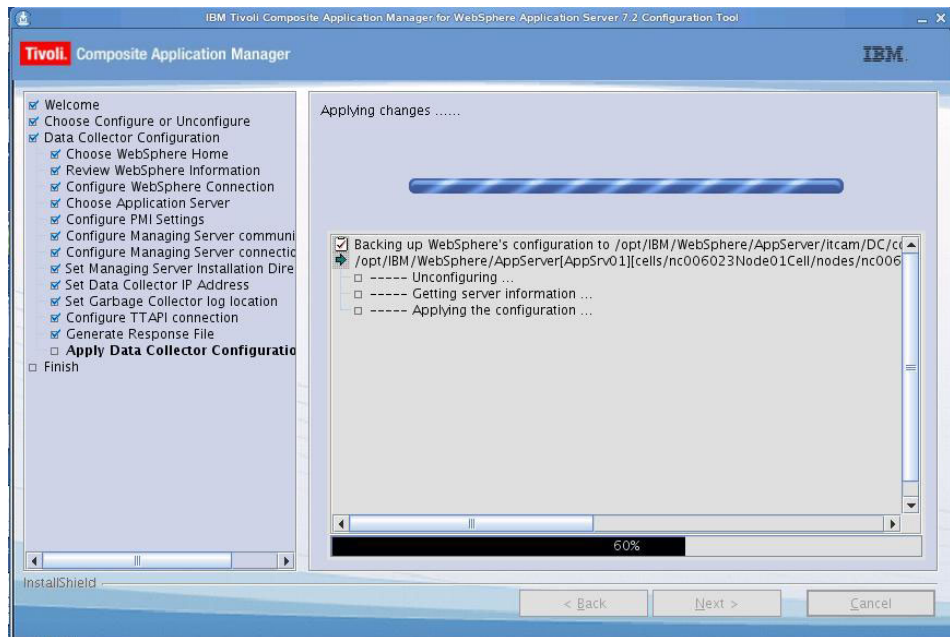 IBM Tivoli Composite Application Manager for WebSphere Application Server 7.2 Configuration Tool
Tivoli. Composite Application Manager
IBM.
Welcome
Choose Configure or Unconfigure
Data Collector Configuration
Choose WebSphere Home
Review WebSphere Information
Configure WebSphere Connection
Choose Application Server
Configure PMI Settings
Configure Managing Server communi
Configure Managing Server connectic
Set Managing Server Installation Dire
Set Data Collector IP Address
Set Garbage Collector log location
Configure TTAPI connection
Generate Response File
Apply Data Collector Configuratio
Finish
Applying changes ......
Backing up WebSphere's configuration to /opt/IBM/WebSphere/AppServer/itcam/DC/co
/opt/IBM/WebSphere/AppServer[AppSrv01][cells/nc006023Node01Cell/nodes/nc006
----- Unconfiguring ...
----- Getting server information ...
----- Applying the configuration ...
60%
InstallShield
< Back
Next >
Cancel